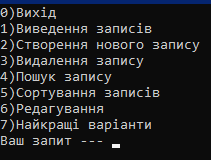 0)Вихід
1)Виведення записів
2)Створення нового запису
3)Видалення запису
4)Пошук запису
5)Сортування записів
6)Редагування
7)Найкращі варіанти
Ваш запит ---